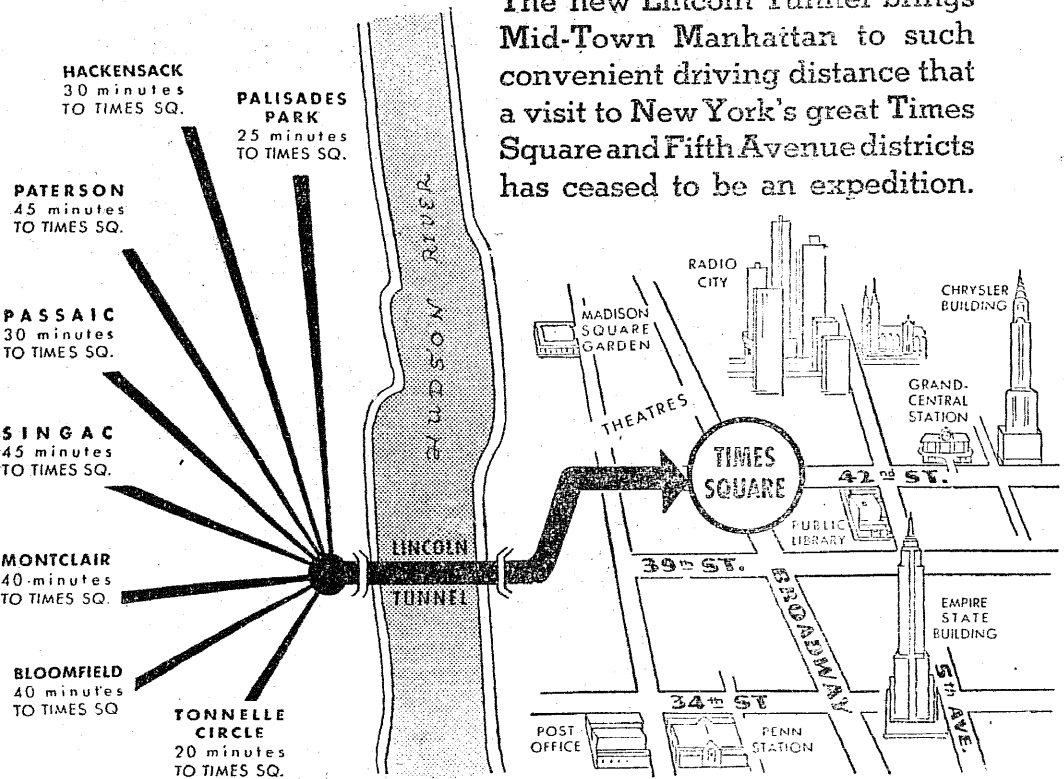 The new Lincoln Tunnel brings
Mid-Town Manhattan to such
convenient driving distance that
a visit to New York's great Times
Square and Fifth Avenue districts
has ceased to be an expedition.
HACKENSACK
30 minutes
TO TIMES SQ.
PALISADES
PARK
25 minutes
TO TIMES SQ.
PATERSON
45 minutes
TO TIMES SQ.
PASSAIC
30 minutes
TO TIMES SQ.
SINGAC
45 minutes
TO TIMES SQ.
MONTCLAIR
40 minutes
TO TIMES SQ.
BLOOMFIELD
40 minutes
TO TIMES SQ
TONNELLE
CIRCLE
20 minutes
TO TIMES SQ.
HUDSON RIVER
LINCOLN
TUNNEL
MADISON
SQUARE
GARDEN
RADIO
CITY
CHRYSLER
BUILDING
GRAND-
CENTRAL
STATION
THEATRES
TIMES
SQUARE
42nd ST.
PUBLIC
LIBRARY
39th ST.
BROADWAY
EMPIRE
STATE
BUILDING
5th AVE.
34th ST
POST
OFFICE
PENN
STATION